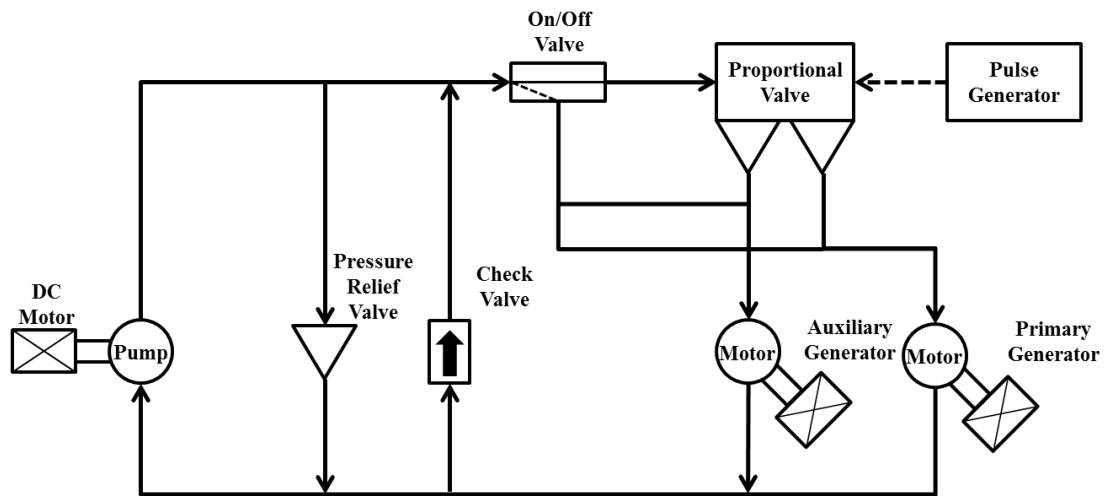 On/Off
Valve
Proportional
Valve
Pulse
Generator
Pressure
Relief
Valve
Check
Valve
DC
Motor
Pump
Motor
Auxiliary
Generator
Motor
Primary
Generator